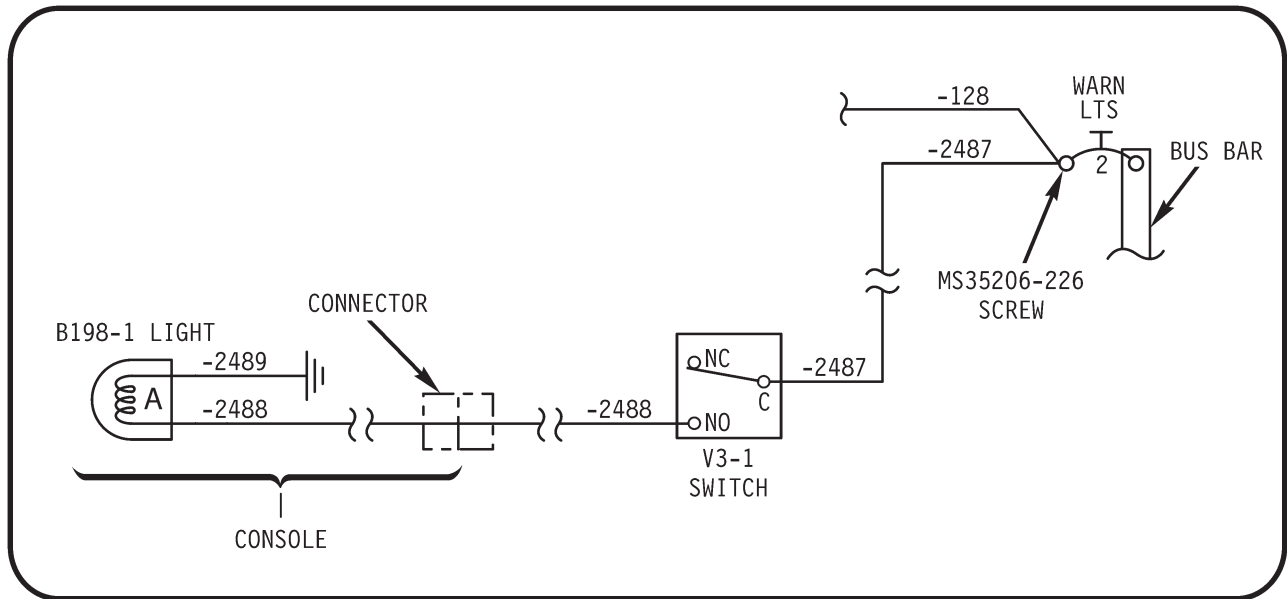 -128
WARN
LTS
-2487
BUS BAR
2
MS35206-226
SCREW
CONNECTOR
B198-1 LIGHT
-2489
NC
-2487
A
-2488
-2488
C
NO
V3-1
SWITCH
CONSOLE